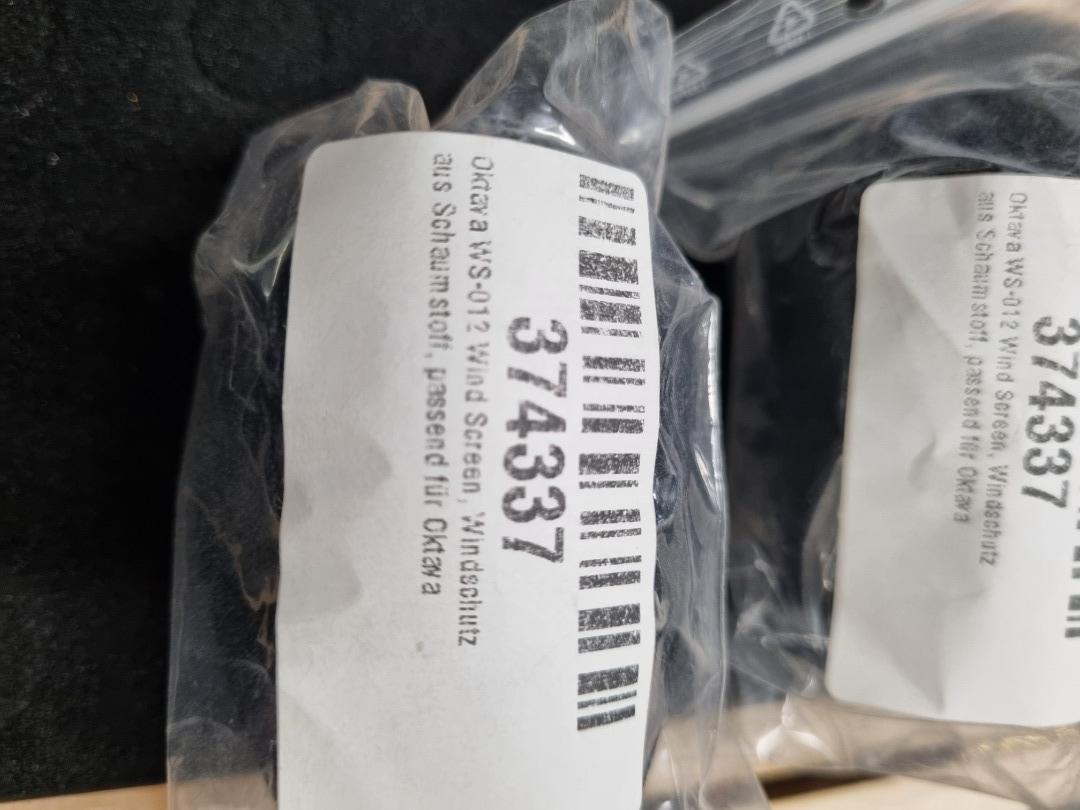 374337
Oktava WS-012 Wind Screen, Windschutz
aus Schaumstoff, passend für Oktava
374337
Oktava WS-012 Wind Screen, Windschutz
aus Schaumstoff, passend für Oktava